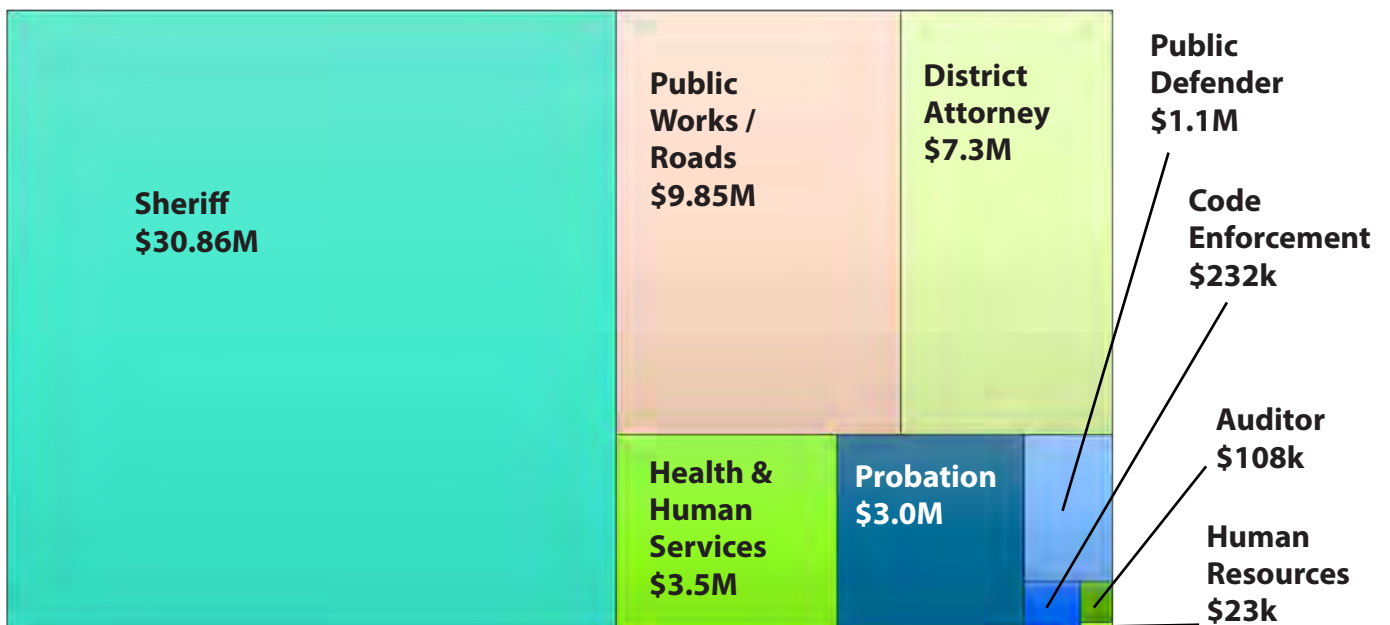 Sheriff
$30.86M
Public
Works /
Roads
$9.85M
District
Attorney
$7.3M
Public
Defender
$1.1M
Code
Enforcement
$232k
Health &
Human
Services
$3.5M
Probation
$3.0M
Auditor
$108k
Human
Resources
$23k